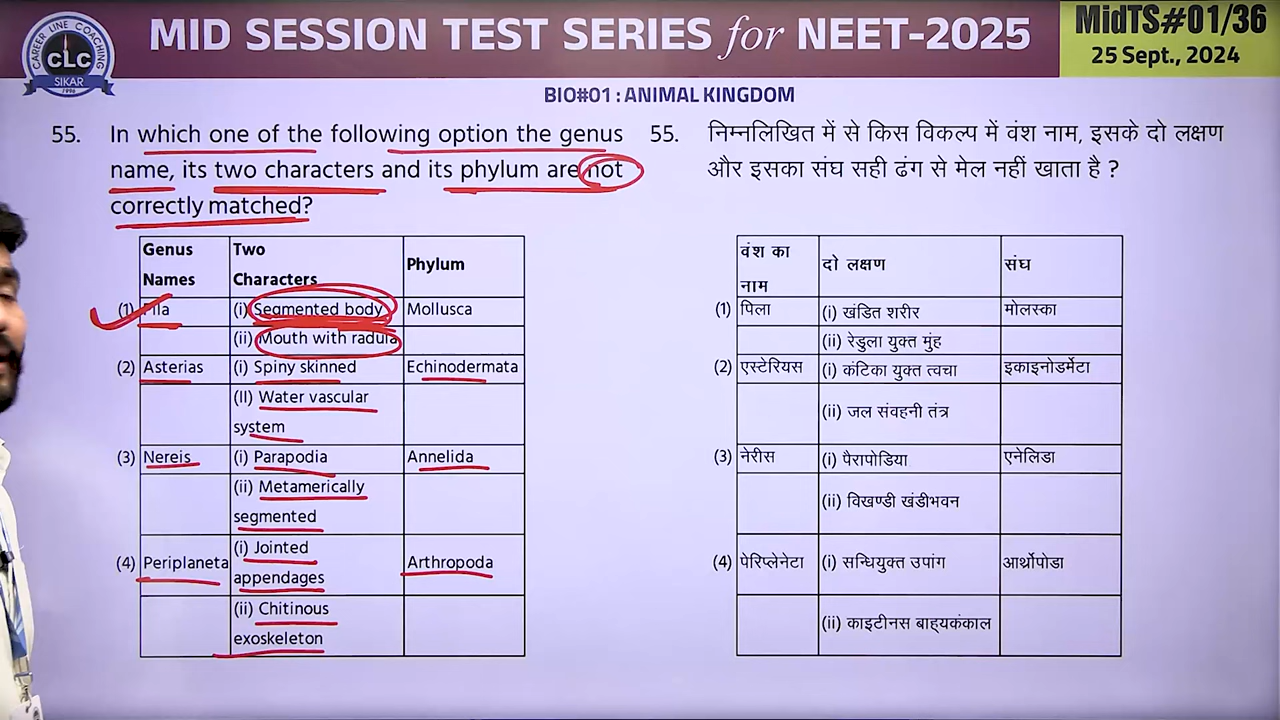 CAREER LINE COACHING
CLC
SIKAR
1996
MID SESSION TEST SERIES for NEET-2025
MidTS#01/36
25 Sept., 2024
BIO#01 : ANIMAL KINGDOM
55. In which one of the following option the genus
name, its two characters and its phylum are not
correctly matched?
Genus Names Two Characters Phylum
(1) Pila (i) Segmented body Mollusca
(ii) Mouth with radula
(2) Asterias (i) Spiny skinned Echinodermata
(II) Water vascular
system
(3) Nereis (i) Parapodia Annelida
(ii) Metamerically
segmented
(4) Periplaneta (i) Jointed
appendages Arthropoda
(ii) Chitinous
exoskeleton
55. निम्नलिखित में से किस विकल्प में वंश नाम, इसके दो लक्षण
और इसका संघ सही ढंग से मेल नहीं खाता है ?
वंश का नाम दो लक्षण संघ
(1) पिला (i) खंडित शरीर मोलस्का
(ii) रेडुला युक्त मुंह
(2) एस्टेरियस (i) कंटिका युक्त त्वचा इकाइनोडर्मेटा
(ii) जल संवहनी तंत्र
(3) नेरीस (i) पैरापोडिया एनेलिडा
(ii) विखण्डी खंडीभवन
(4) पेरिप्लेनेटा (i) सन्धियुक्त उपांग आर्थ्रोपोडा
(ii) काइटीनस बाह्यकंकाल